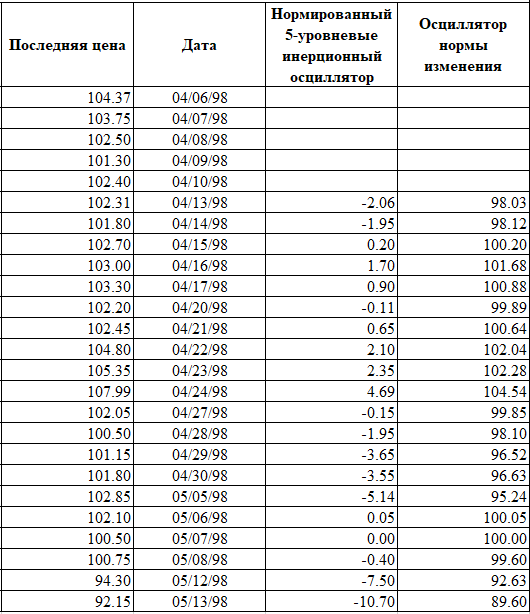 Последняя цена Дата Нормированный 5-уровневые инерционный осциллятор Осциллятор нормы изменения
104.37 04/06/98
103.75 04/07/98
102.50 04/08/98
101.30 04/09/98
102.40 04/10/98
102.31 04/13/98 -2.06 98.03
101.80 04/14/98 -1.95 98.12
102.70 04/15/98 0.20 100.20
103.00 04/16/98 1.70 101.68
103.30 04/17/98 0.90 100.88
102.20 04/20/98 -0.11 99.89
102.45 04/21/98 0.65 100.64
104.80 04/22/98 2.10 102.04
105.35 04/23/98 2.35 102.28
107.99 04/24/98 4.69 104.54
102.05 04/27/98 -0.15 99.85
100.50 04/28/98 -1.95 98.10
101.15 04/29/98 -3.65 96.52
101.80 04/30/98 -3.55 96.63
102.85 05/05/98 -5.14 95.24
102.10 05/06/98 0.05 100.05
100.50 05/07/98 0.00 100.00
100.75 05/08/98 -0.40 99.60
94.30 05/12/98 -7.50 92.63
92.15 05/13/98 -10.70 89.60